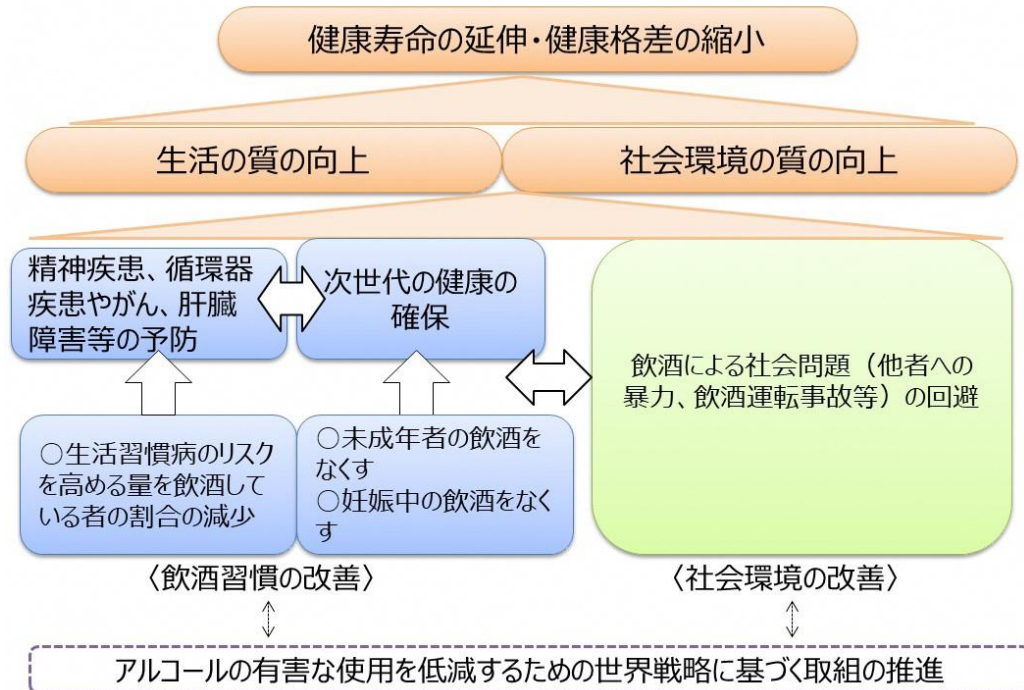 健康寿命の延伸・健康格差の縮小
生活の質の向上
社会環境の質の向上
精神疾患、循環器
疾患やがん、肝臓
障害等の予防
次世代の健康の
確保
飲酒による社会問題（他者への
暴力、飲酒運転事故等）の回避
○生活習慣病のリスク
を高める量を飲酒して
いる者の割合の減少
○未成年者の飲酒を
なくす
○妊娠中の飲酒をなく
す
〈飲酒習慣の改善〉
〈社会環境の改善〉
アルコールの有害な使用を低減するための世界戦略に基づく取組の推進